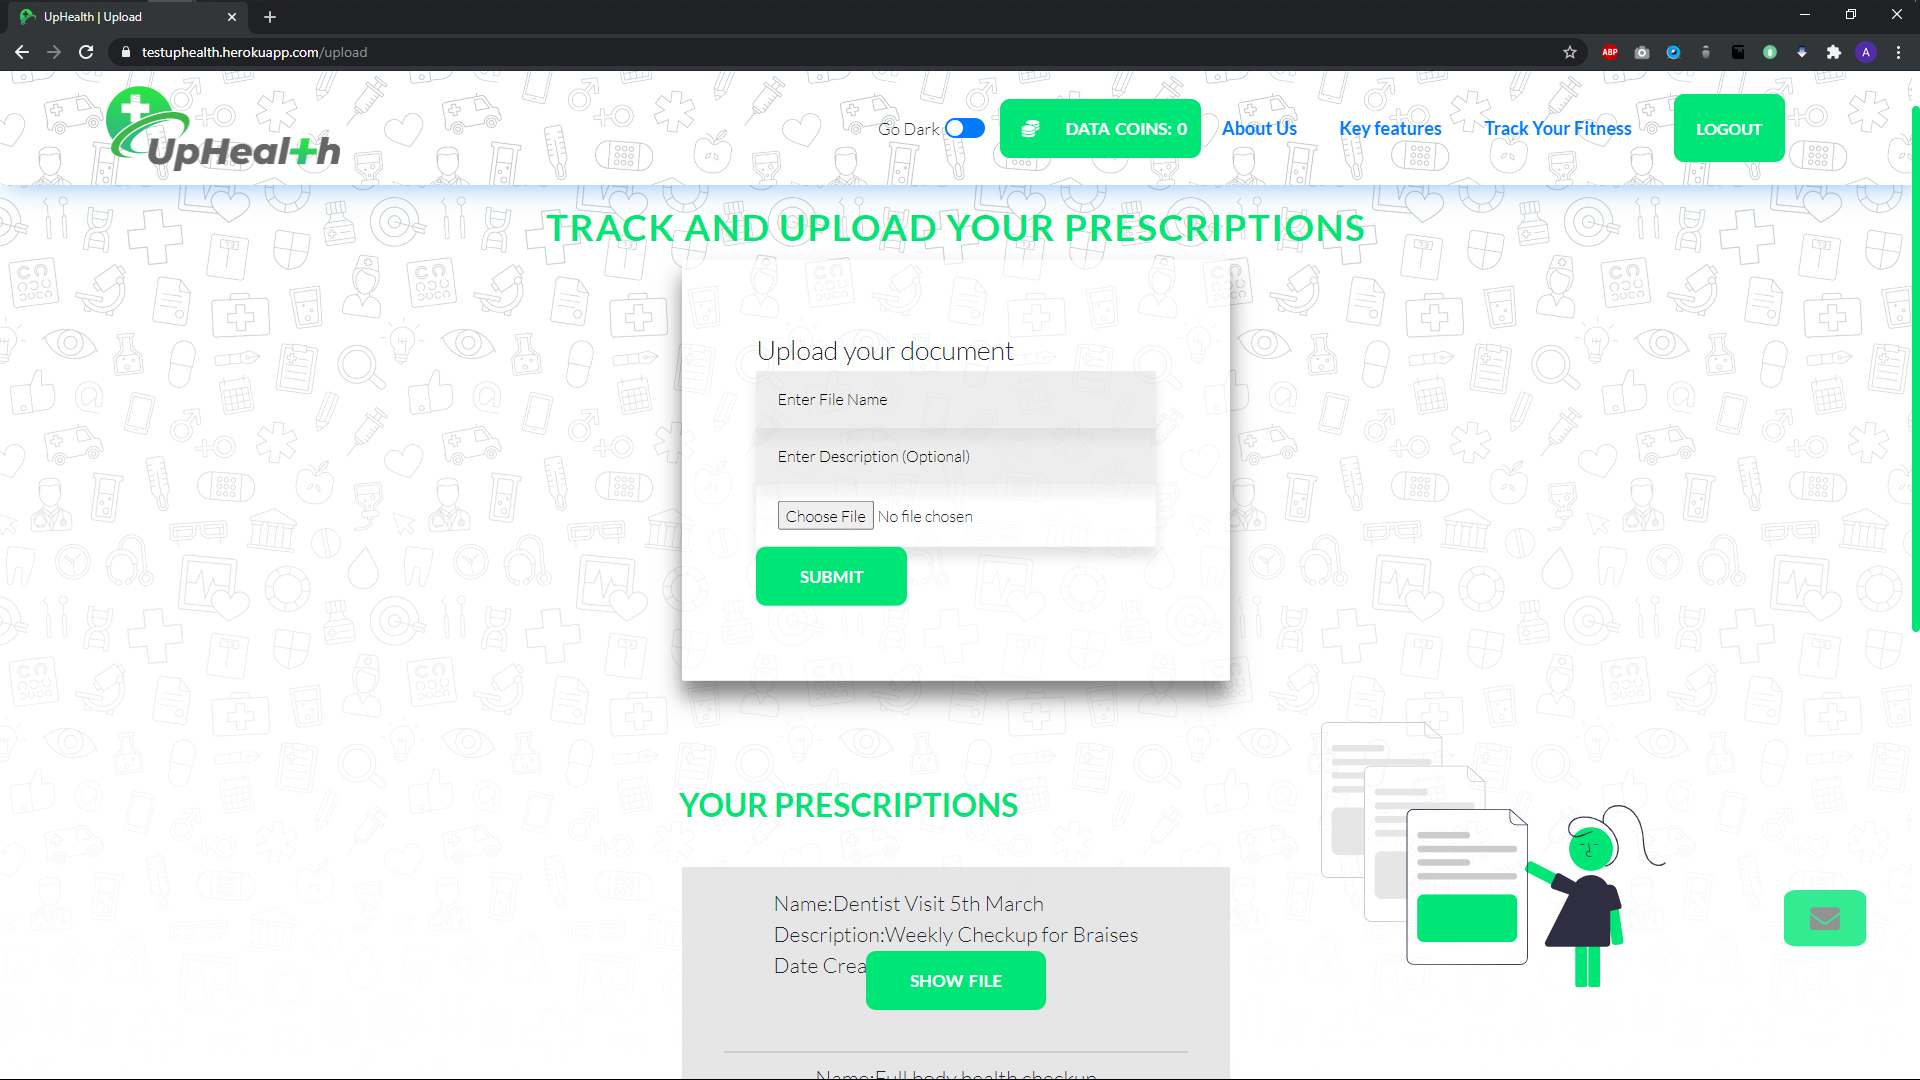 UpHealth | Upload
testuphealth.herokuapp.com/upload
ABP
A
UpHealth
Go Dark
DATA COINS: 0
About Us
Key features
Track Your Fitness
LOGOUT
TRACK AND UPLOAD YOUR PRESCRIPTIONS
Upload your document
Enter File Name
Enter Description (Optional)
Choose File No file chosen
SUBMIT
YOUR PRESCRIPTIONS
Name:Dentist Visit 5th March
Description:Weekly Checkup for Braises
Date Crea
SHOW FILE
Name:Full body health checkup